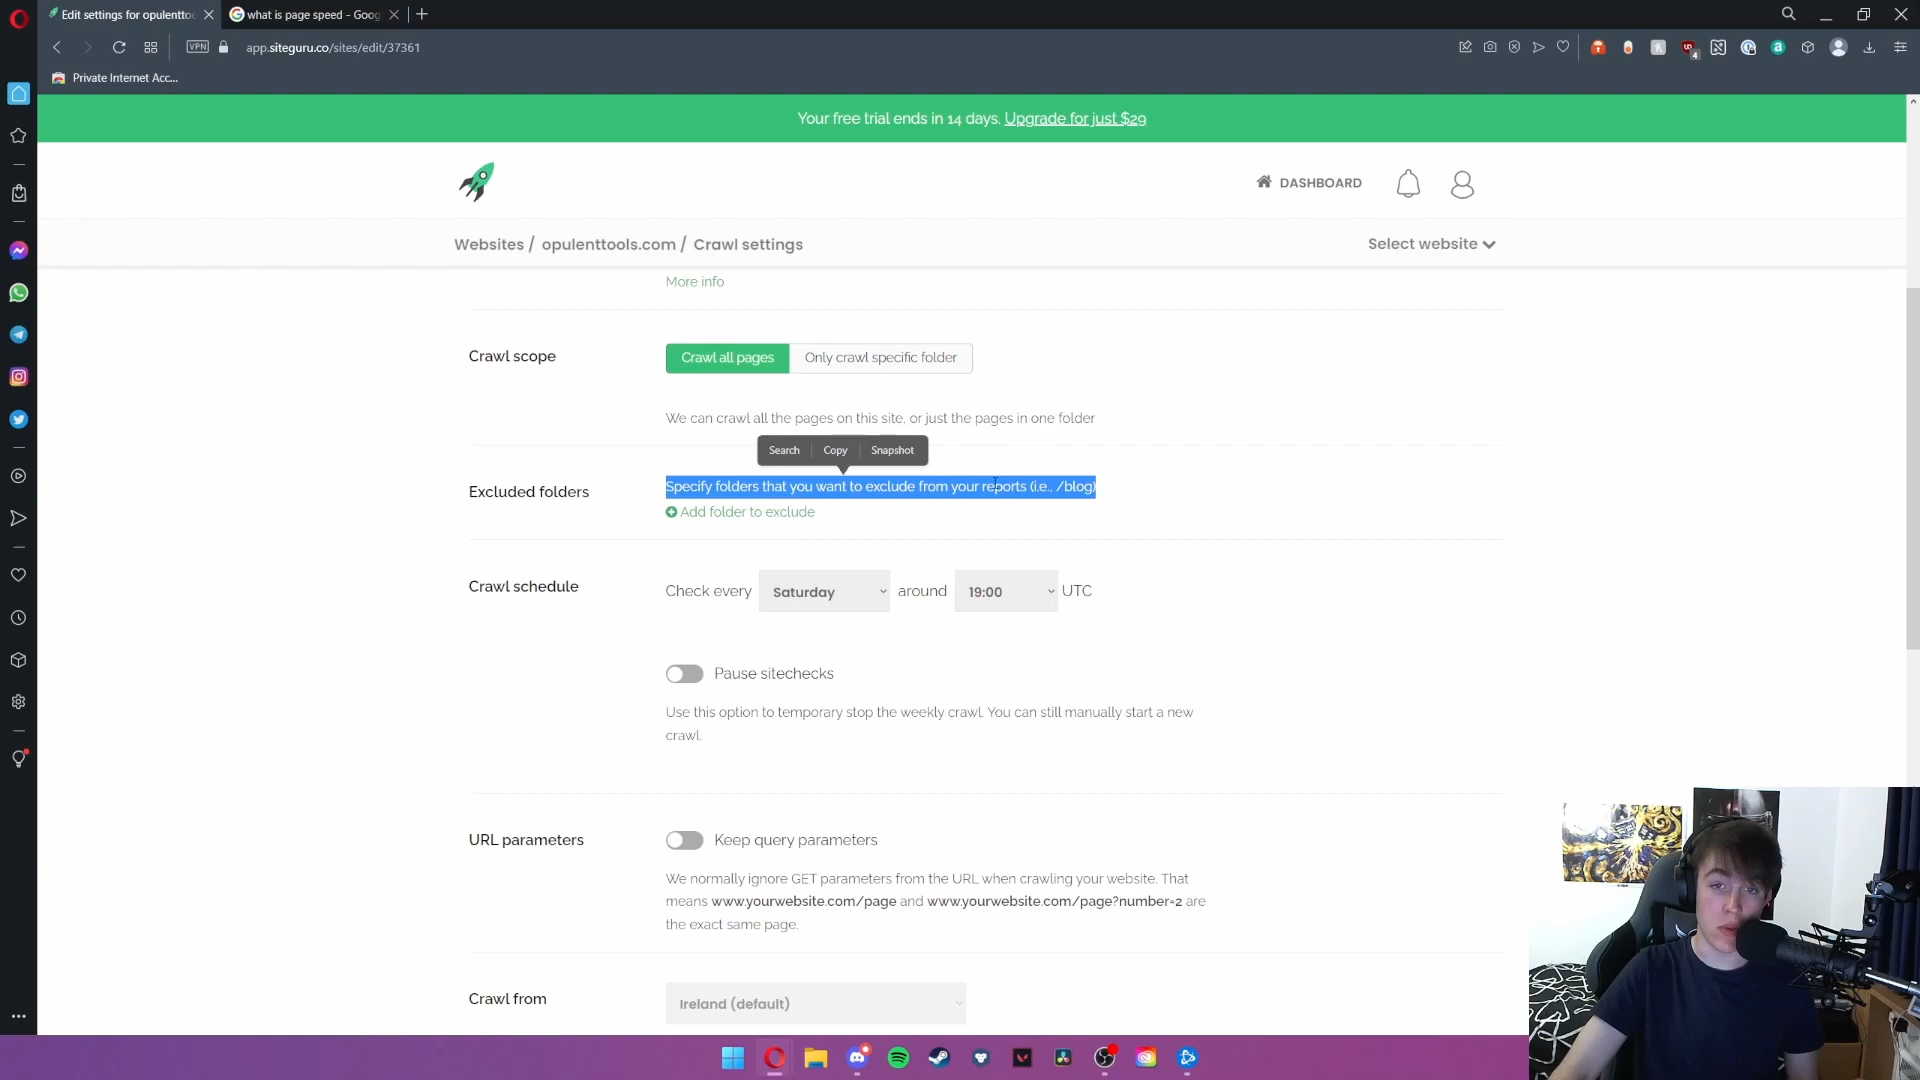 Edit settings for opulenttoo
what is page speed - Goog
VPN
app.siteguru.co/sites/edit/37361
4
Private Internet Acc...
Your free trial ends in 14 days. Upgrade for just $29
DASHBOARD
Websites / opulenttools.com / Crawl settings
Select website
More info
Crawl scope
Crawl all pages
Only crawl specific folder
We can crawl all the pages on this site, or just the pages in one folder
Search
Copy
Snapshot
Excluded folders
Specify folders that you want to exclude from your reports (i.e., /blog)
Add folder to exclude
Crawl schedule
Check every
Saturday
around
19:00
UTC
Pause sitechecks
Use this option to temporary stop the weekly crawl. You can still manually start a new
crawl.
URL parameters
Keep query parameters
We normally ignore GET parameters from the URL when crawling your website. That
means www.yourwebsite.com/page and www.yourwebsite.com/page?number=2 are
the exact same page.
Crawl from
Ireland (default)